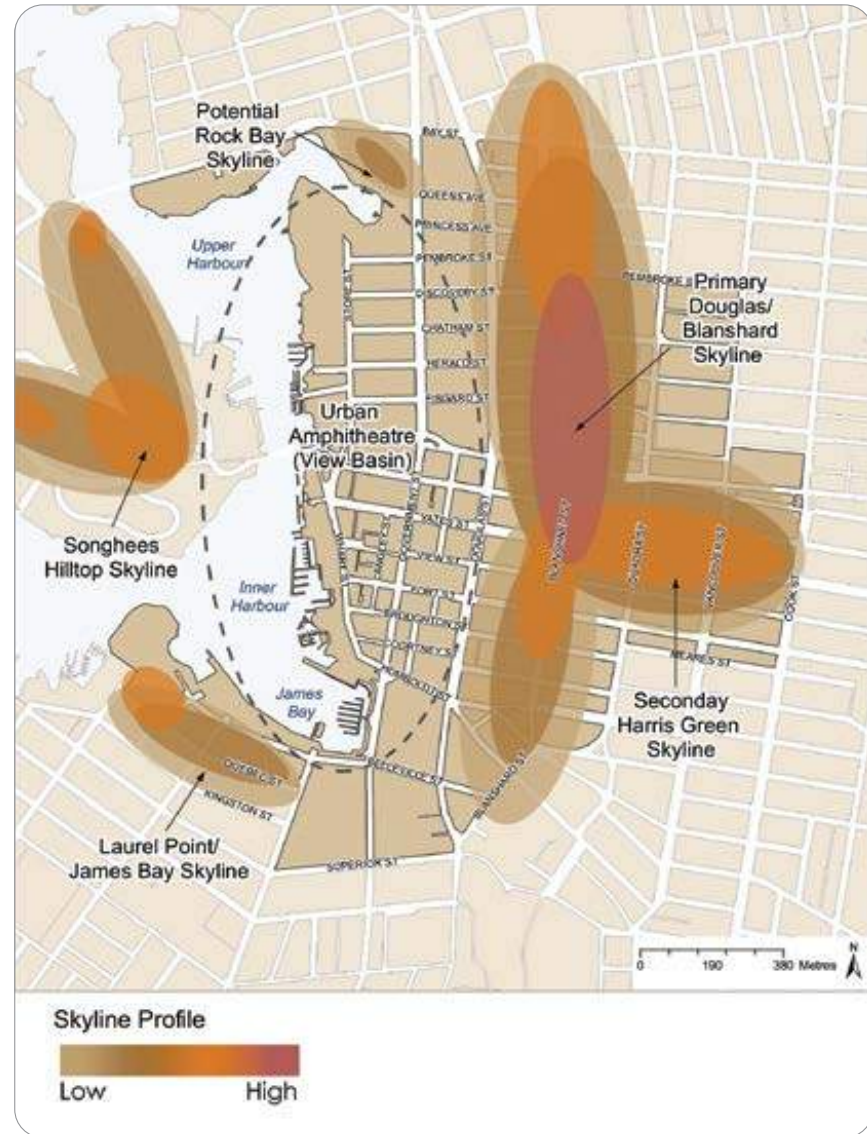 Potential
Rock Bay
Skyline
BAY ST
QUEENS AVE
PRINCESS AVE
Upper
Harbour
PEMBROKE ST
DISCOVERY ST
STORE ST
CHATHAM ST
HERALD ST
FISGARD ST
PEMBROKE S
Primary
Douglas/
Blanshard
Skyline
Urban
Amphitheatre
(View Basin)
GOVERNMENT S
DOUGLAS ST
YATES ST
LANGLEY ST
WHARF S
VIEW ST
FORT ST
BROUGHTON ST
COURTNEY S
HUMBOLDT ST
QUADRA ST
VANCOUVER ST
COOK ST
MEARES ST
Songhees
Hilltop Skyline
Inner
Harbour
James
Bay
Seconday
Harris Green
Skyline
BELLEVILLE ST
BLANSHARD ST
QUEBEC ST
KINGSTON ST
Laurel Point/
James Bay Skyline
SUPERIOR ST
N
0 190 380 Metres
Skyline Profile
Low High